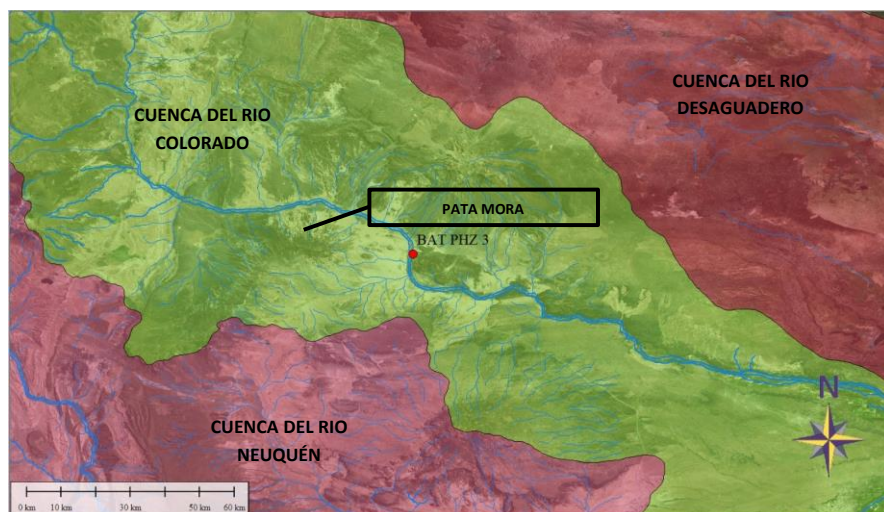 CUENCA DEL RIO
DESAGUADERO
CUENCA DEL RIO
COLORADO
PATA MORA
BAT PHZ 3
CUENCA DEL RIO
NEUQUÉN
N
0 km 10 km 30 km 50 km 60 km